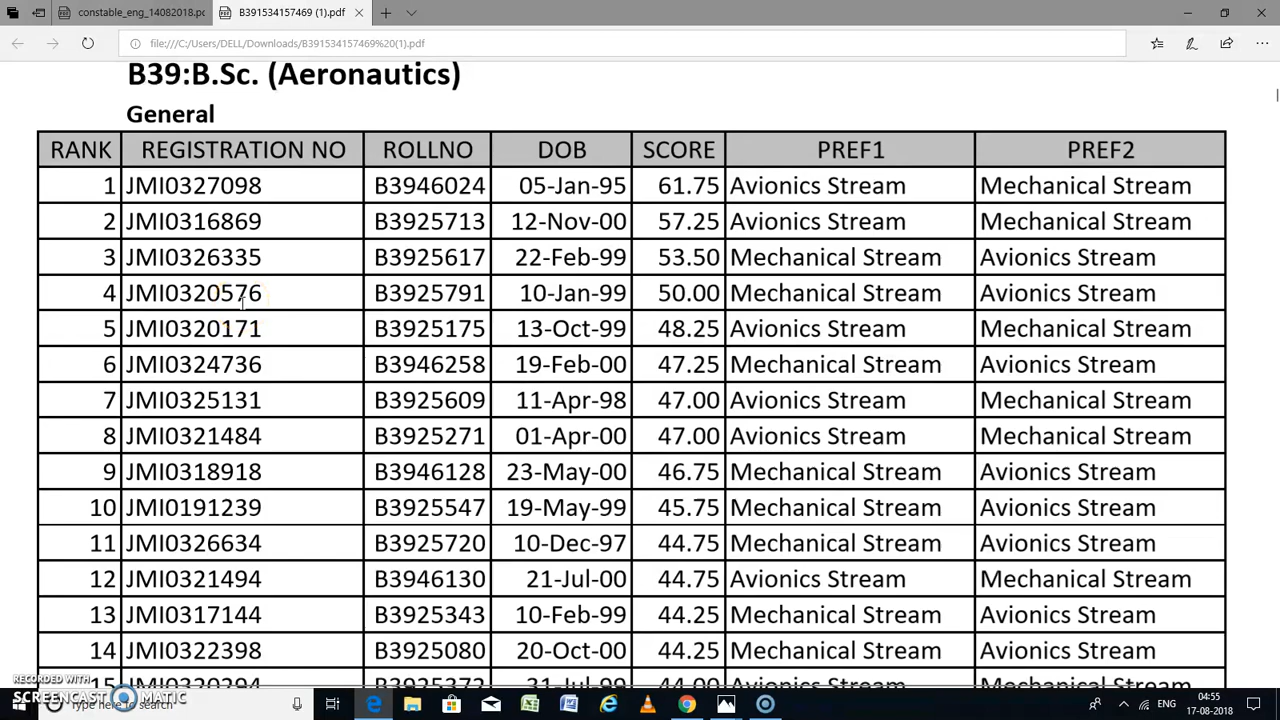 constable_eng_14082018.pc
B391534157469 (1).pdf
file:///C:/Users/DELL/Downloads/B391534157469%20(1).pdf
B39:B.Sc. (Aeronautics)
General
RANK REGISTRATION NO ROLLNO DOB SCORE PREF1 PREF2
1 JMI0327098 B3946024 05-Jan-95 61.75 Avionics Stream Mechanical Stream
2 JMI0316869 B3925713 12-Nov-00 57.25 Avionics Stream Mechanical Stream
3 JMI0326335 B3925617 22-Feb-99 53.50 Mechanical Stream Avionics Stream
4 JMI0320576 B3925791 10-Jan-99 50.00 Mechanical Stream Avionics Stream
5 JMI0320171 B3925175 13-Oct-99 48.25 Avionics Stream Mechanical Stream
6 JMI0324736 B3946258 19-Feb-00 47.25 Mechanical Stream Avionics Stream
7 JMI0325131 B3925609 11-Apr-98 47.00 Avionics Stream Mechanical Stream
8 JMI0321484 B3925271 01-Apr-00 47.00 Avionics Stream Mechanical Stream
9 JMI0318918 B3946128 23-May-00 46.75 Mechanical Stream Avionics Stream
10 JMI0191239 B3925547 19-May-99 45.75 Mechanical Stream Avionics Stream
11 JMI0326634 B3925720 10-Dec-97 44.75 Mechanical Stream Avionics Stream
12 JMI0321494 B3946130 21-Jul-00 44.75 Avionics Stream Mechanical Stream
13 JMI0317144 B3925343 10-Feb-99 44.25 Mechanical Stream Avionics Stream
14 JMI0322398 B3925080 20-Oct-00 44.25 Mechanical Stream Avionics Stream
15 JMI0320294 B3925372 31-Jul-99 44.00 Mechanical Stream Avionics Stream
RECORDED WITH
SCREENCAST MATIC
Type here to search
ENG
04:55
17-08-2018